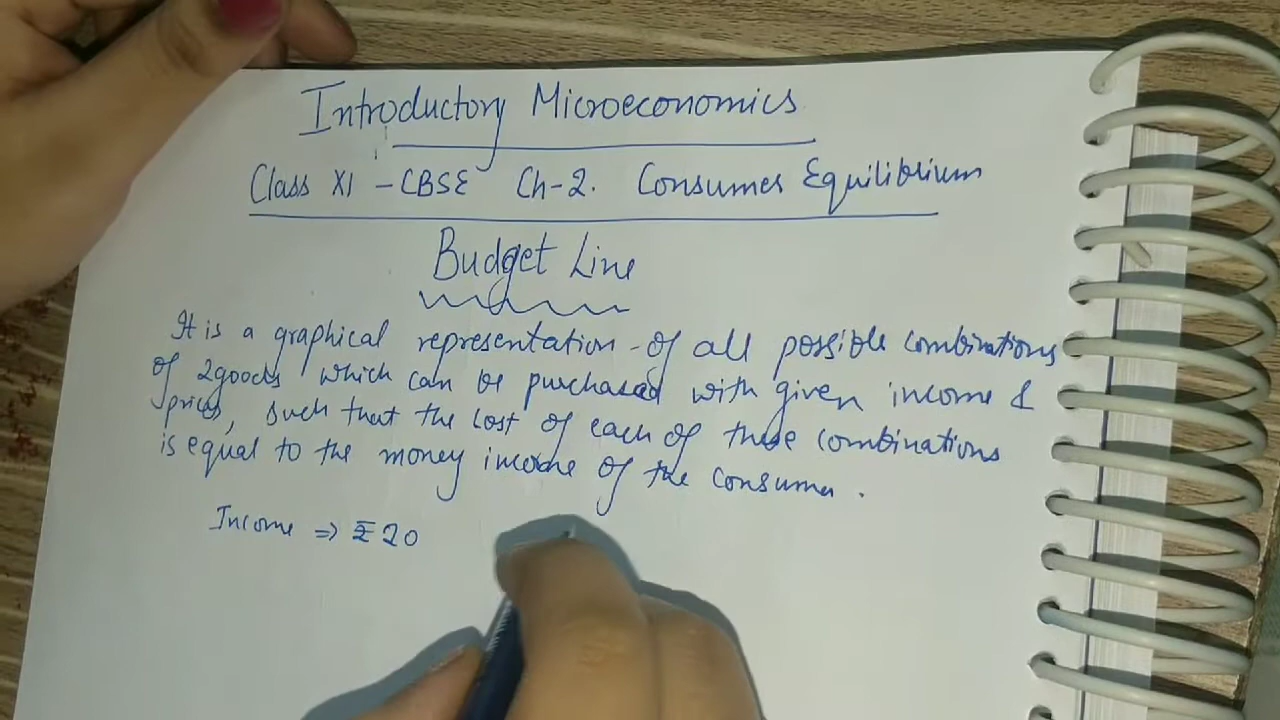 Introductory Microeconomics
Class XI - CBSE Ch-2. Consumer Equilibrium
Budget Line
It is a graphical representation of all possible combinations
of 2goods which can be purchased with given income &
prices, such that the cost of each of these combinations
is equal to the money income of the consumer.
Income ⇒ ₹20